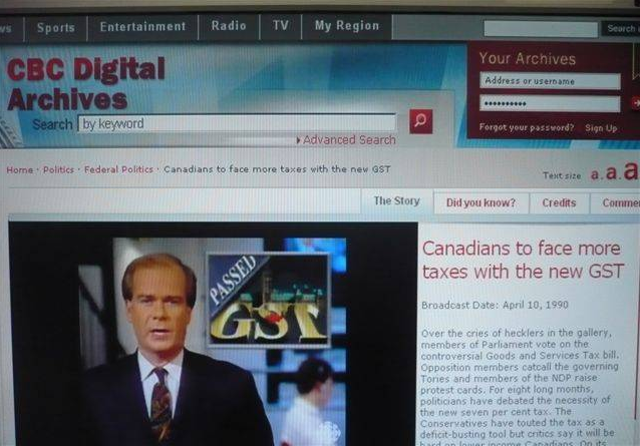 Sports Entertainment Radio TV My Region Search
CBC Digital
Archives
Search by keyword
Advanced Search
Your Archives
Address or username
••••••••••
Forgot your password? Sign Up
Home · Politics · Federal Politics · Canadians to face more taxes with the new GST
Text size a. a. a
The Story Did you know? Credits
PASSED
GST
Canadians to face more
taxes with the new GST
Broadcast Date: April 10, 1990
Over the cries of hecklers in the gallery,
members of Parliament vote on the
controversial Goods and Services Tax bill.
Opposition members catcall the governing
Tories and members of the NDP raise
protest cards. For eight long months,
politicians have debated the necessity of
the new seven per cent tax. The
Conservatives have touted the tax as a
deficit-busting tool but critics say it will be
hard on lower income Canadians. On its